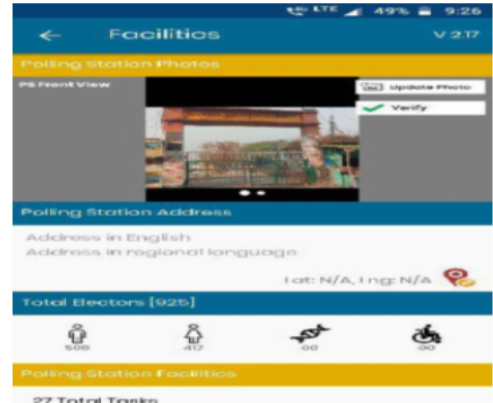 LTE 49% 9:26
Facilities V 2.17
Polling Station Photos
PS Front View
Update Photo
Verify
Polling Station Address
Address in English
Address in regional language
Lat: N/A, Lng: N/A
Total Electors [925]
508 417 00 00
Polling Station Facilities
27 Total Tasks